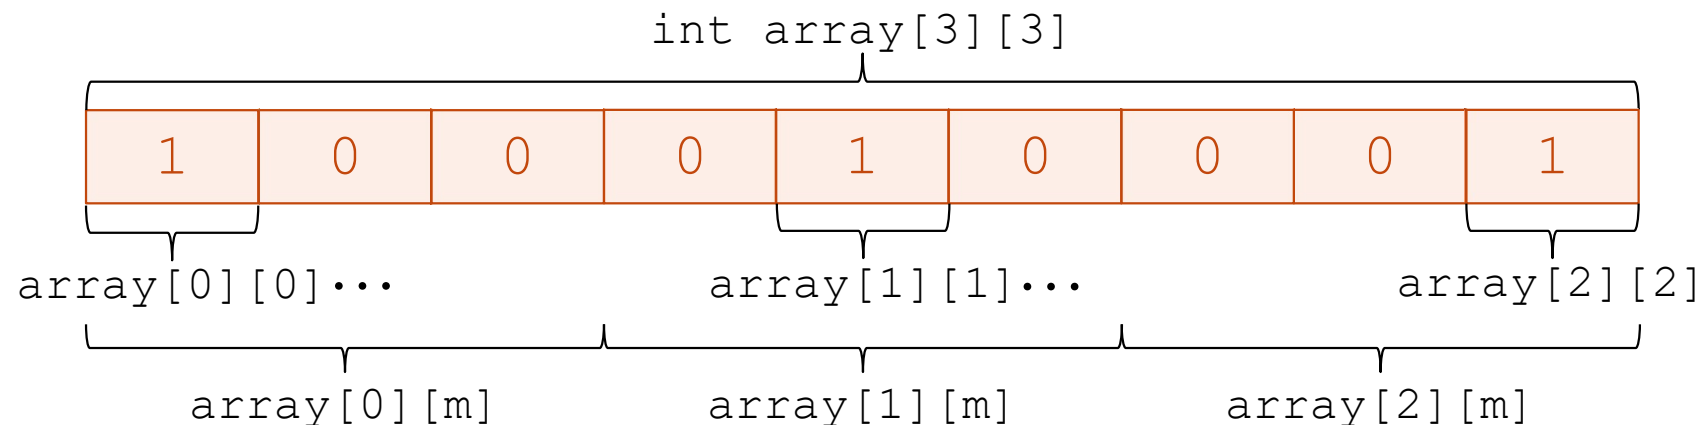 int array[3][3]
1 0 0 0 1 0 0 0 1
array[0][0]··· array[1][1]··· array[2][2]
array[0][m] array[1][m] array[2][m]